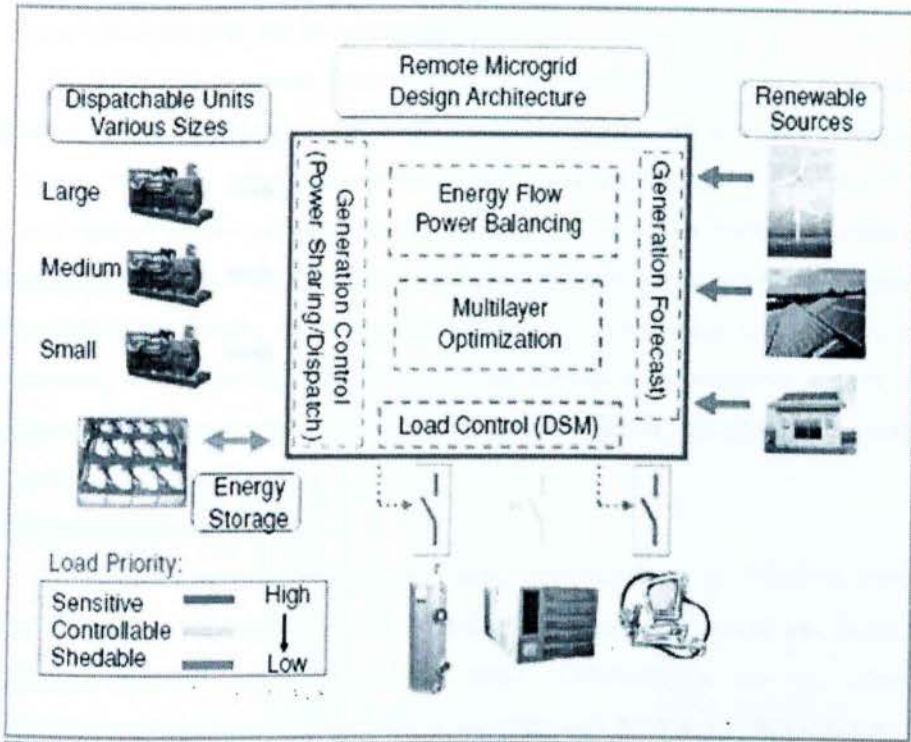 Remote Microgrid
Design Architecture
Dispatchable Units
Various Sizes
Renewable
Sources
Large
Medium
Small
Generation Control
(Power Sharing/Dispatch)
Energy Flow
Power Balancing
Multilayer
Optimization
Load Control (DSM)
Generation Forecast)
Energy
Storage
Load Priority:
Sensitive High
Controllable
Shedable Low